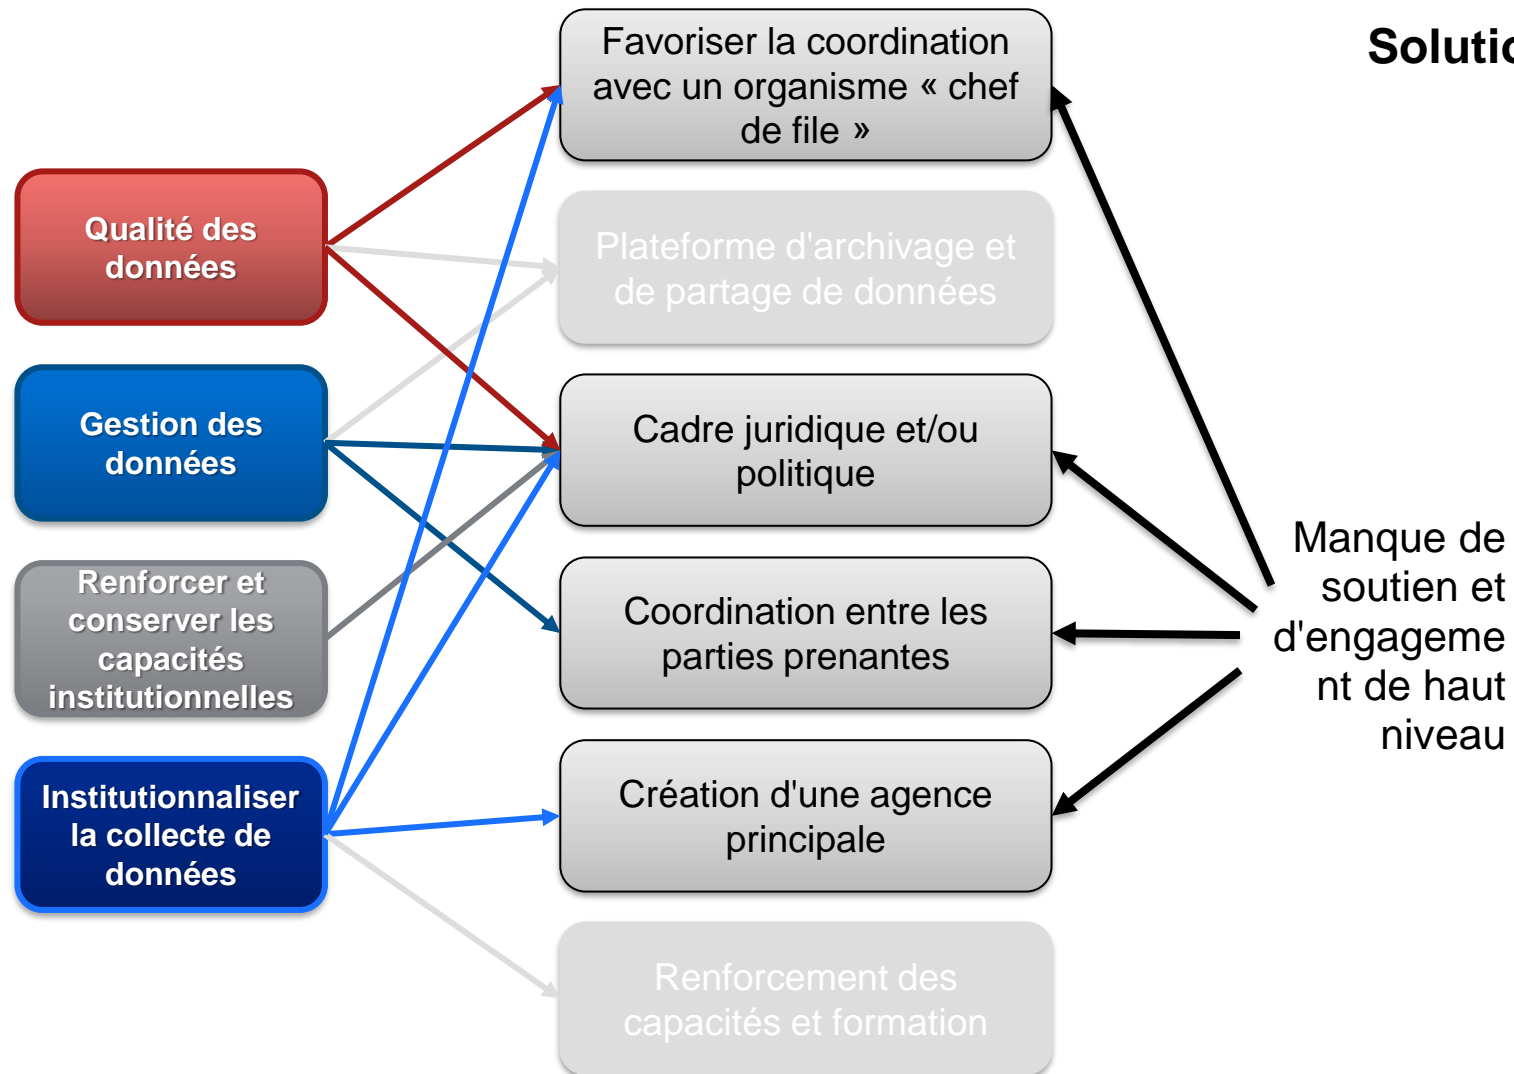 Favoriser la coordination
avec un organisme « chef
de file »
Solutio
Qualité des
données
Plateforme d'archivage et
de partage de données
Gestion des
données
Cadre juridique et/ou
politique
Renforcer et
conserver les
capacités
institutionnelles
Coordination entre les
parties prenantes
Manque de
soutien et
d'engageme
nt de haut
niveau
Institutionnaliser
la collecte de
données
Création d'une agence
principale
Renforcement des
capacités et formation